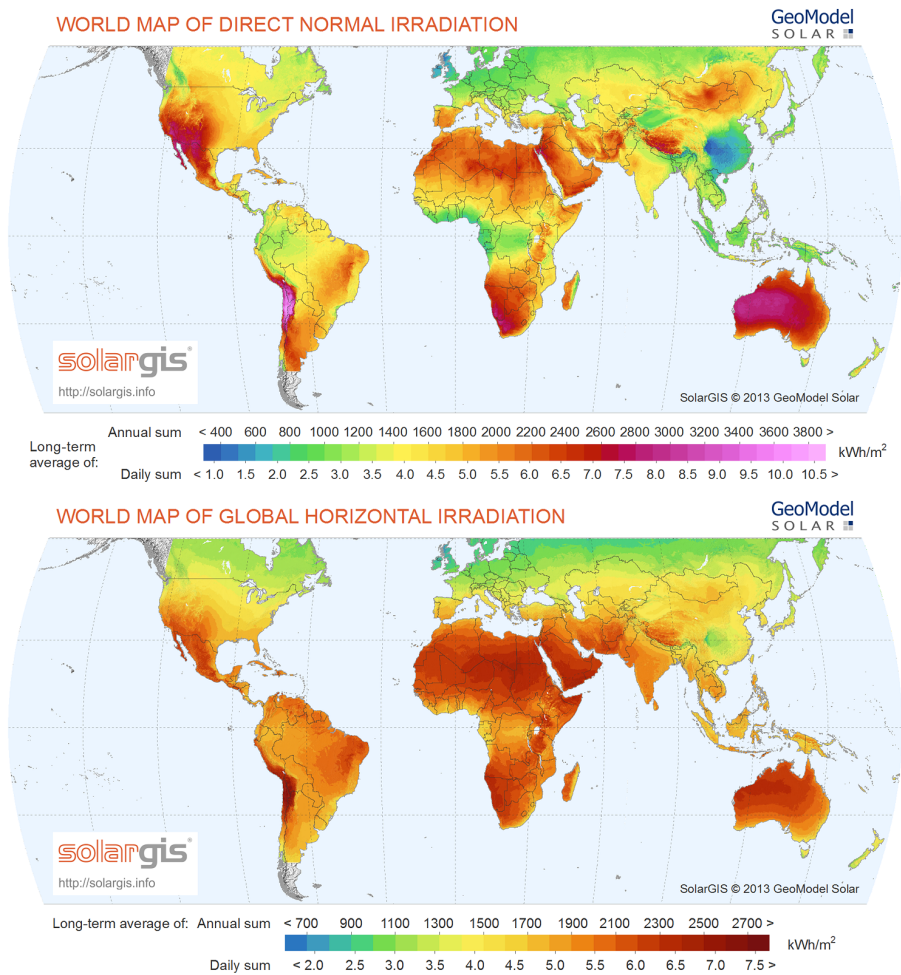 WORLD MAP OF DIRECT NORMAL IRRADIATION
GeoModel
SOLAR
solargis®
http://solargis.info
SolarGIS © 2013 GeoModel Solar
Annual sum < 400 600 800 1000 1200 1400 1600 1800 2000 2200 2400 2600 2800 3000 3200 3400 3600 3800 >
Long-term
average of:
kWh/m²
Daily sum < 1.0 1.5 2.0 2.5 3.0 3.5 4.0 4.5 5.0 5.5 6.0 6.5 7.0 7.5 8.0 8.5 9.0 9.5 10.0 10.5 >
WORLD MAP OF GLOBAL HORIZONTAL IRRADIATION
GeoModel
SOLAR
solargis®
http://solargis.info
SolarGIS © 2013 GeoModel Solar
Long-term average of: Annual sum < 700 900 1100 1300 1500 1700 1900 2100 2300 2500 2700 >
kWh/m²
Daily sum < 2.0 2.5 3.0 3.5 4.0 4.5 5.0 5.5 6.0 6.5 7.0 7.5 >